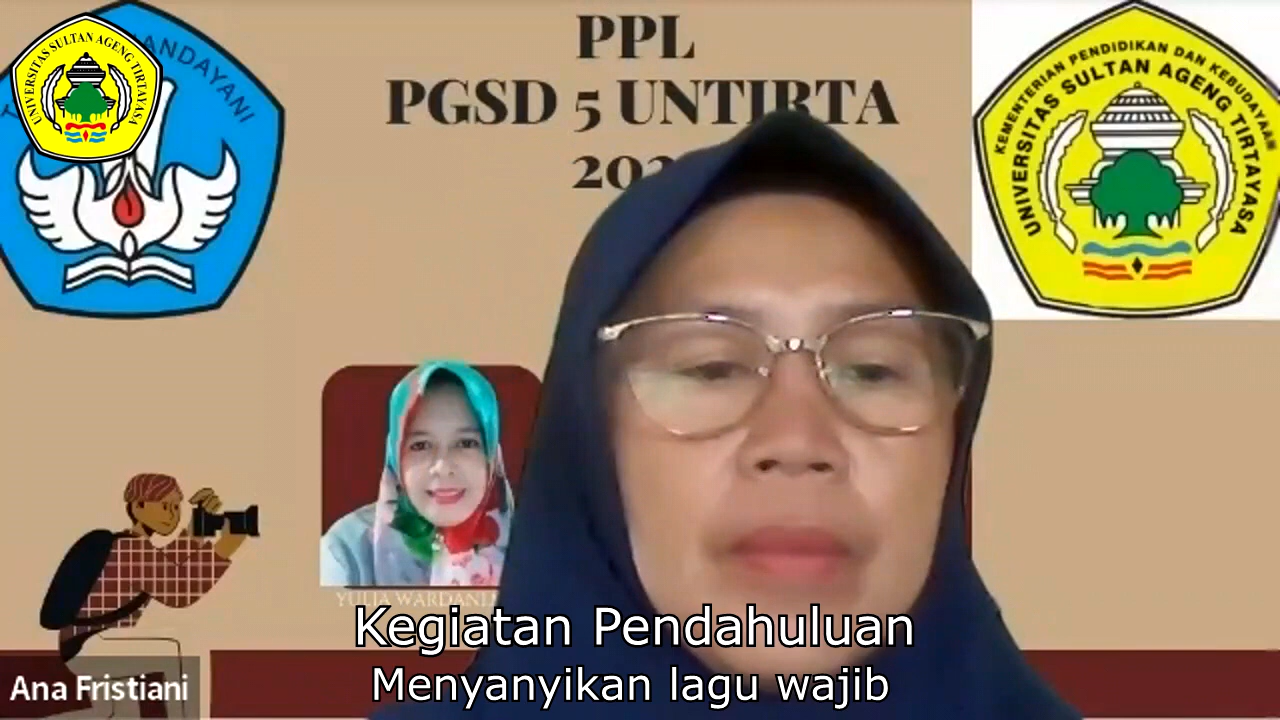 PPL
PGSD 5 UNTIRTA
UNIVERSITAS SULTAN AGENG TIRTAYASA
KEMENTERIAN PENDIDIKAN DAN KEBUDAYAAN
UNIVERSITAS SULTAN AGENG TIRTAYASA
Kegiatan Pendahuluan
Menyanyikan lagu wajib
Ana Fristiani